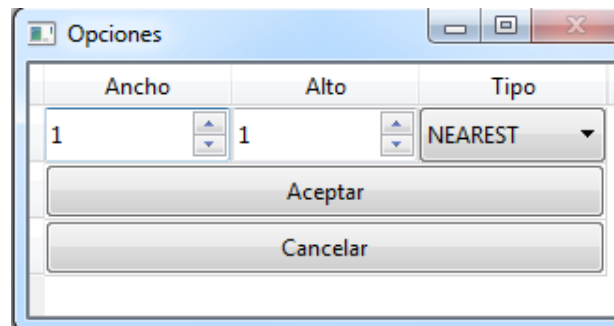 Opciones
Ancho Alto Tipo
1 1 NEAREST
Aceptar
Cancelar